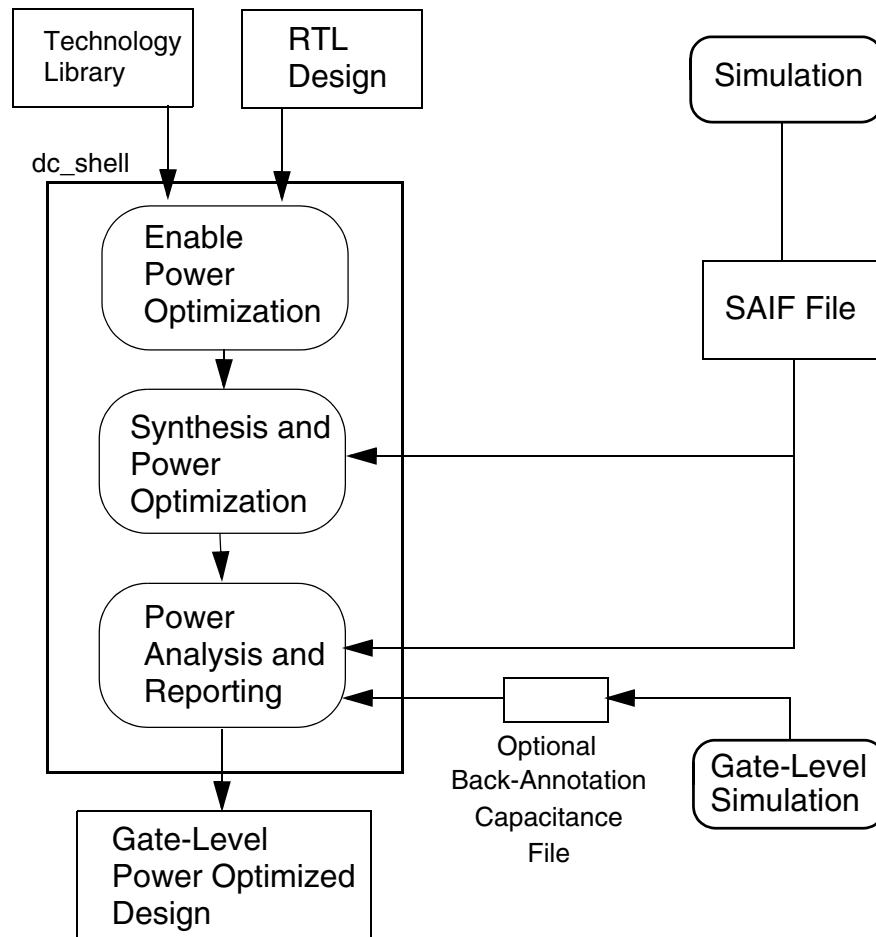 Technology
Library
RTL
Design
Simulation
dc_shell
Enable
Power
Optimization
SAIF File
Synthesis and
Power
Optimization
Power
Analysis and
Reporting
Optional
Back-Annotation
Capacitance
File
Gate-Level
Simulation
Gate-Level
Power Optimized
Design